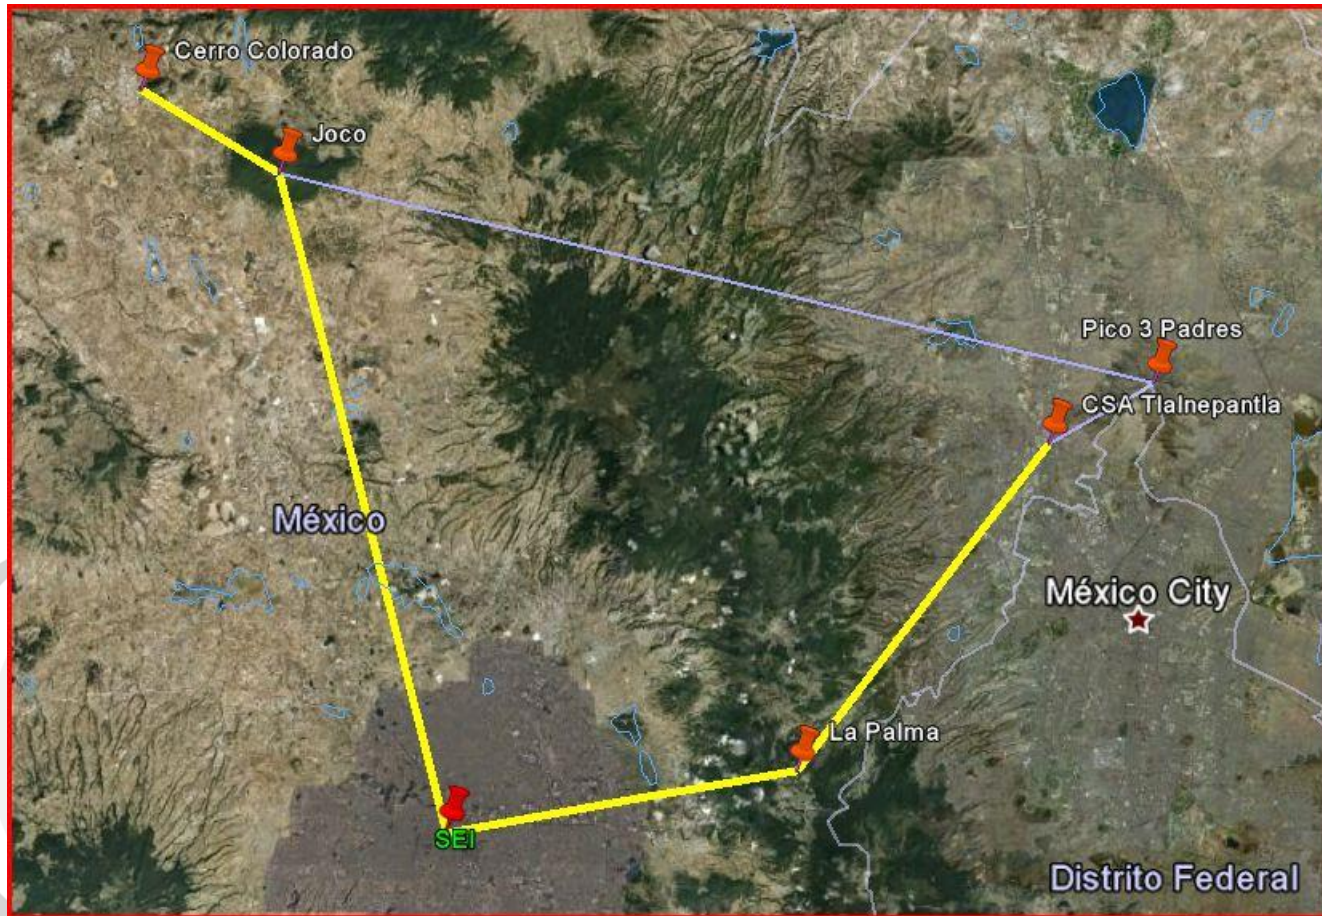 Cerro Colorado
Joco
Pico 3 Padres
CSA Tlalnepantla
México
México City
La Palma
SEI
Distrito Federal